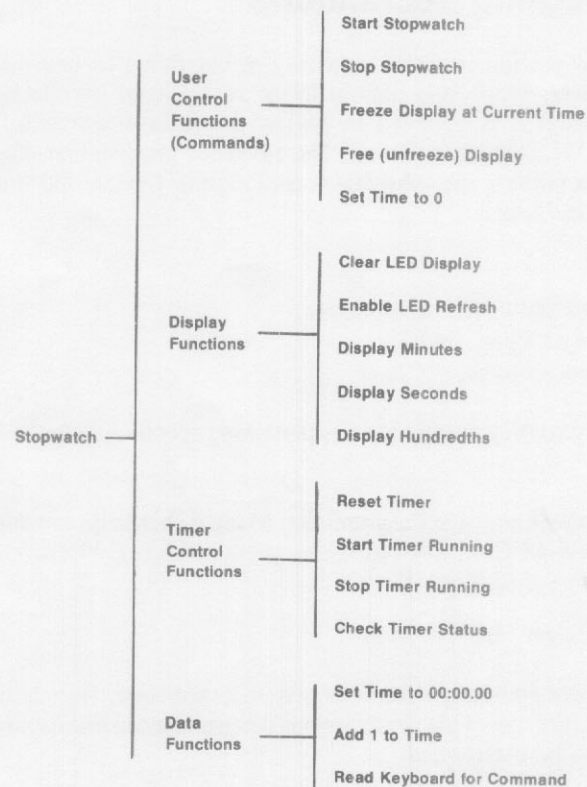 Start Stopwatch
Stop Stopwatch
User
Control
Functions
(Commands)
Freeze Display at Current Time
Free (unfreeze) Display
Set Time to 0
Clear LED Display
Enable LED Refresh
Display
Functions
Display Minutes
Display Seconds
Display Hundredths
Stopwatch
Reset Timer
Timer
Control
Functions
Start Timer Running
Stop Timer Running
Check Timer Status
Set Time to 00:00.00
Data
Functions
Add 1 to Time
Read Keyboard for Command